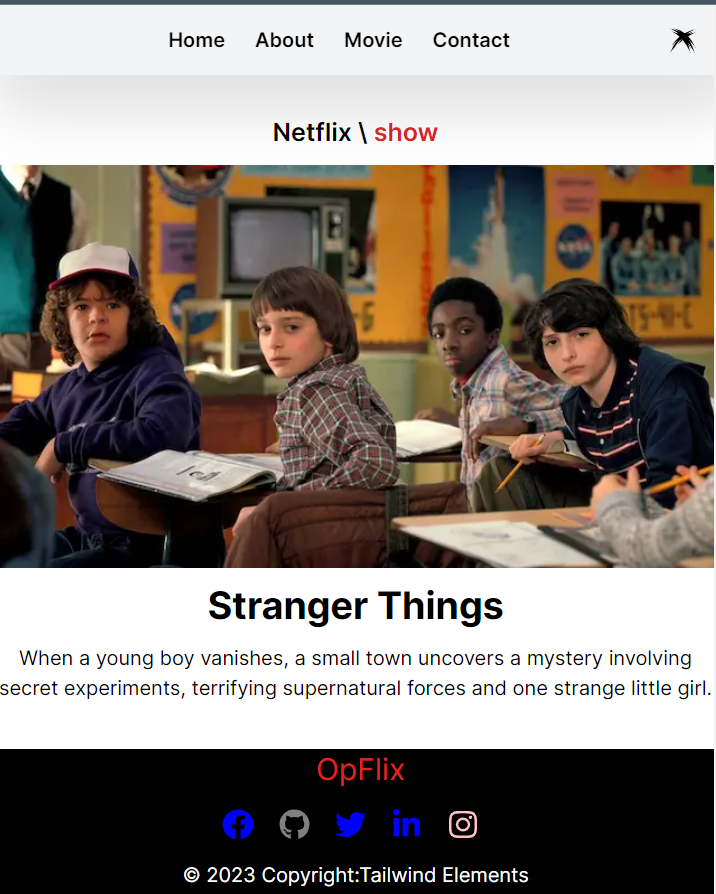 Home About Movie Contact
Netflix \ show
Stranger Things
When a young boy vanishes, a small town uncovers a mystery involving
secret experiments, terrifying supernatural forces and one strange little girl.
OpFlix
© 2023 Copyright:Tailwind Elements